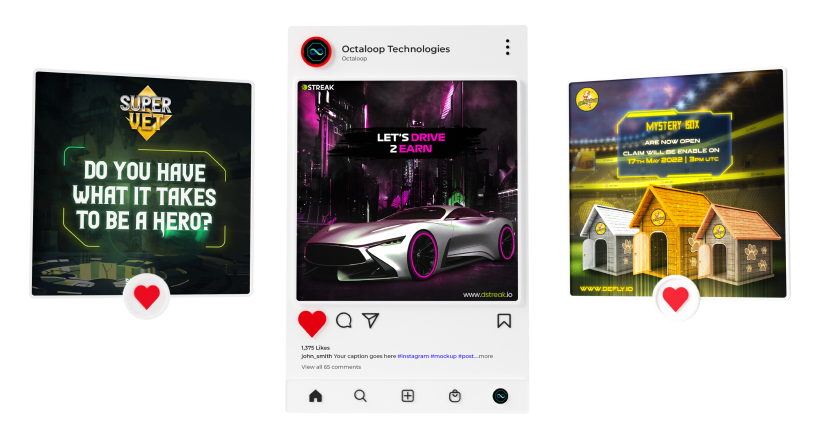 SUPER
VET
DO YOU HAVE
WHAT IT TAKES
TO BE A HERO?
Octaloop Technologies
Octaloop
DSTREAK
LET'S DRIVE
2 EARN
www.dstreak.io
1,375 Likes
john_smith Your caption goes here #instagram #mockup #post...more
View all 65 comments
MYSTERY BOX
ARE NOW OPEN
CLAIM WILL BE ENABLE ON
17TH MAY 2022 | 3PM UTC
WWW.DEFLY.IO